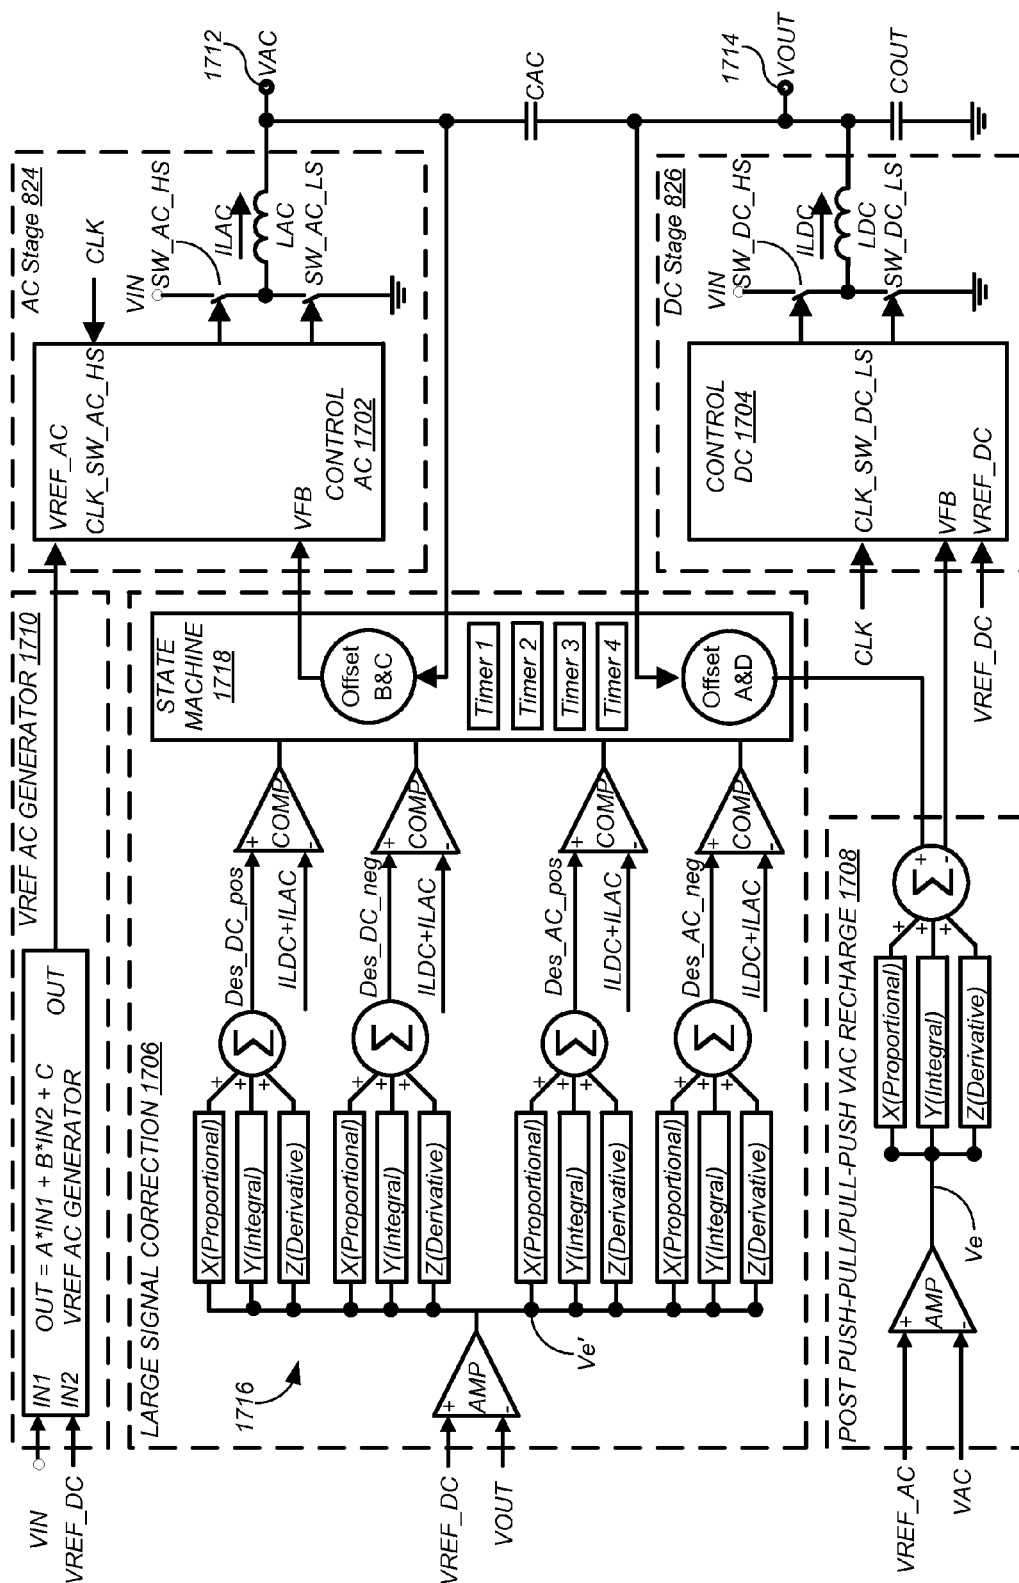 VIN
VREF_DC
IN1
IN2
OUT = A*IN1 + B*IN2 + C
VREF AC GENERATOR
OUT
VREF AC GENERATOR 1710
AC Stage 824
VREF_AC
CLK_SW_AC_HS
CLK
VFB
CONTROL
AC 1702
VIN
SW_AC_HS
ILAC
LAC
SW_AC_LS
1712
VAC
LARGE SIGNAL CORRECTION 1706
1716
VREF_DC
VOUT
+
-
AMP
Ve'
X(Proportional)
Y(Integral)
Z(Derivative)
+
+
+
Σ
Des_DC_pos
ILDC+ILAC
+
-
COMP
X(Proportional)
Y(Integral)
Z(Derivative)
+
+
+
Σ
Des_DC_neg
ILDC+ILAC
+
-
COMP
X(Proportional)
Y(Integral)
Z(Derivative)
+
+
+
Σ
Des_AC_pos
ILDC+ILAC
+
-
COMP
X(Proportional)
Y(Integral)
Z(Derivative)
+
+
+
Σ
Des_AC_neg
ILDC+ILAC
+
-
COMP
STATE
MACHINE
1718
Offset
B&C
Timer 1
Timer 2
Timer 3
Timer 4
Offset
A&D
CAC
1714
VOUT
COUT
DC Stage 826
CONTROL
DC 1704
CLK_SW_DC_LS
VFB
VREF_DC
VIN
SW_DC_HS
ILDC
LDC
SW_DC_LS
CLK
VREF_DC
POST PUSH-PULL/PULL-PUSH VAC RECHARGE 1708
VREF_AC
VAC
+
-
AMP
Ve
X(Proportional)
Y(Integral)
Z(Derivative)
+
+
+
Σ
+
-